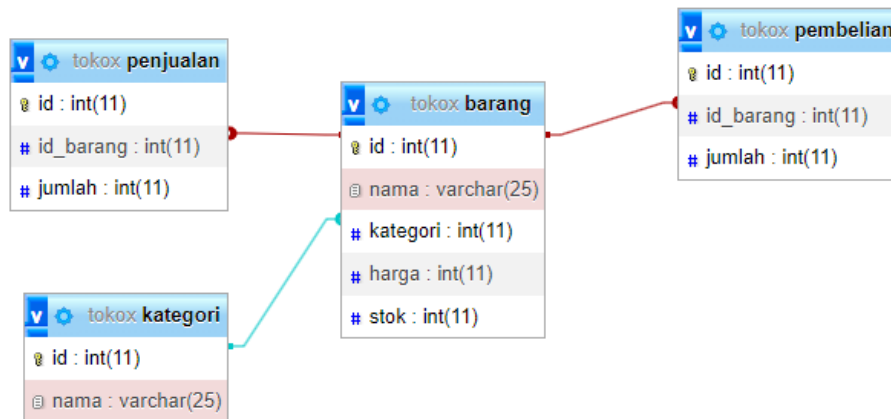 tokox penjualan
id : int(11)
id_barang : int(11)
jumlah : int(11)
tokox barang
id : int(11)
nama : varchar(25)
kategori : int(11)
harga : int(11)
stok : int(11)
tokox pembelian
id : int(11)
id_barang : int(11)
jumlah : int(11)
tokox kategori
id : int(11)
nama : varchar(25)